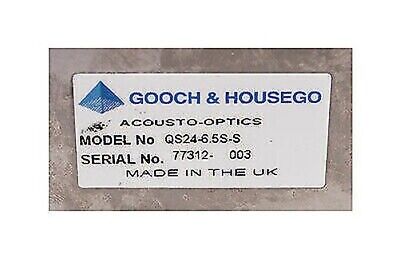 GOOCH & HOUSEGO
ACOUSTO-OPTICS
MODEL No QS24-6.5S-S
SERIAL No. 77312- 003
MADE IN THE UK